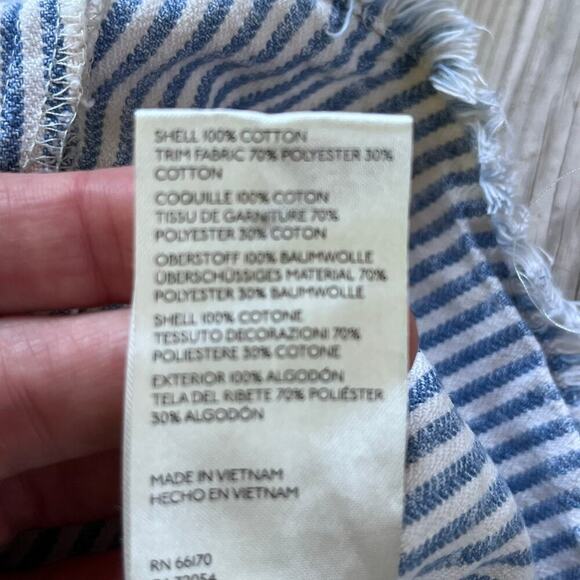 SHELL 100% COTTON
TRIM FABRIC 70% POLYESTER 30%
COTTON
COQUILLE 100% COTON
TISSU DE GARNITURE 70%
POLYESTER 30% COTON
OBERSTOFF 100% BAUMWOLLE
ÜBERSCHÜSSIGES MATERIAL 70%
POLYESTER 30% BAUMWOLLE
SHELL 100% COTONE
TESSUTO DECORAZIONI 70%
POLIESTERE 30% COTONE
EXTERIOR 100% ALGODÓN
TELA DEL RIBETE 70% POLIÉSTER
30% ALGODÓN
MADE IN VIETNAM
HECHO EN VIETNAM
RN 66170